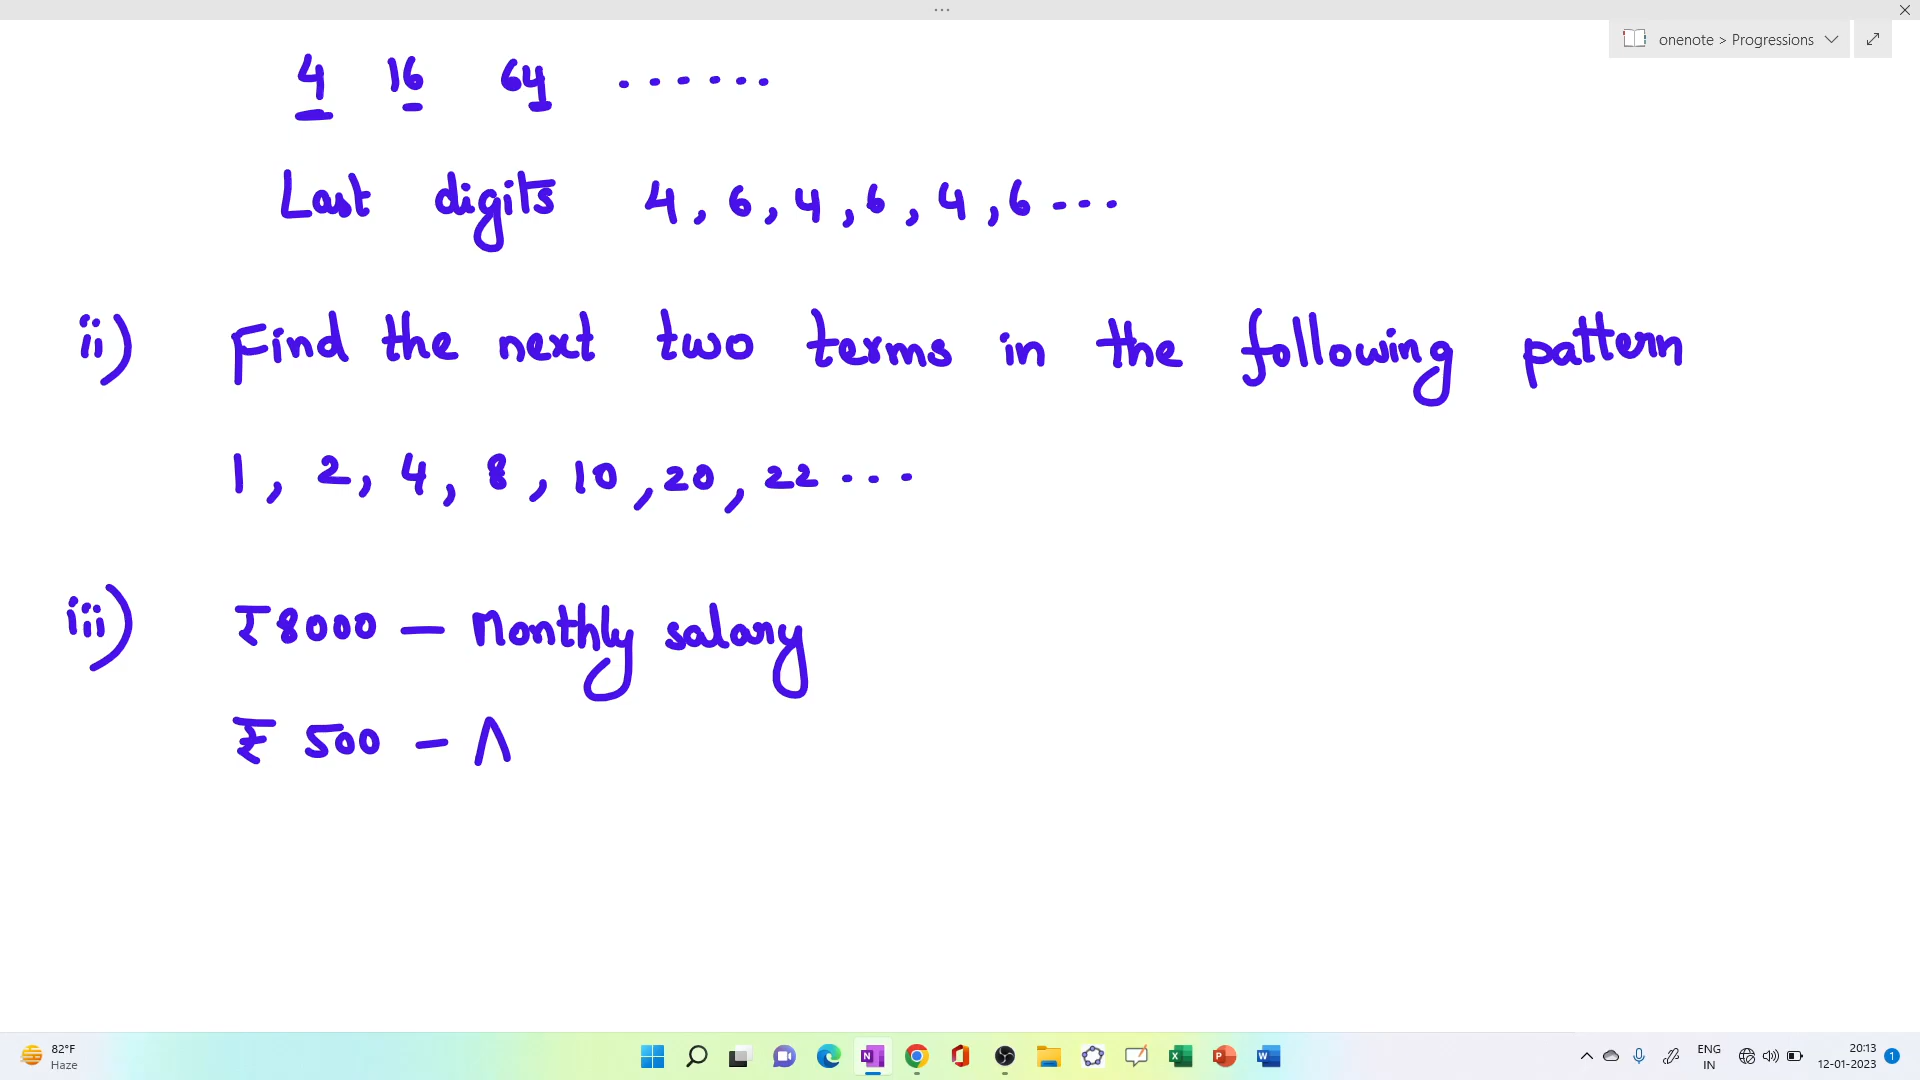 onenote > Progressions
4 16 64 ......
Last digits 4, 6, 4, 6, 4, 6 ...
ii) Find the next two terms in the following pattern
1, 2, 4, 8, 10, 20, 22 ...
iii) ₹8000 – Monthly salary
₹ 500 –
82°F
Haze
ENG
IN
20:13
12-01-2023
1